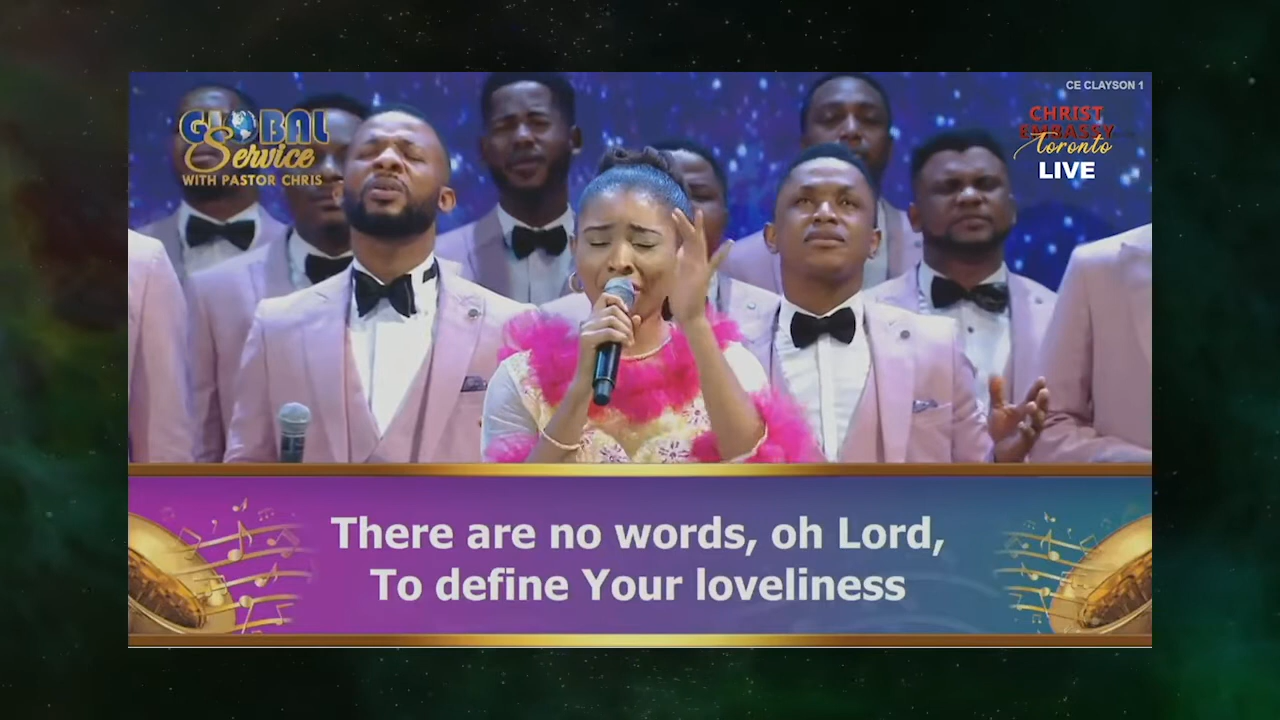 GLOBAL
Service
WITH PASTOR CHRIS
CE CLAYSON 1
CHRIST
EMBASSY
Toronto
LIVE
There are no words, oh Lord,
To define Your loveliness